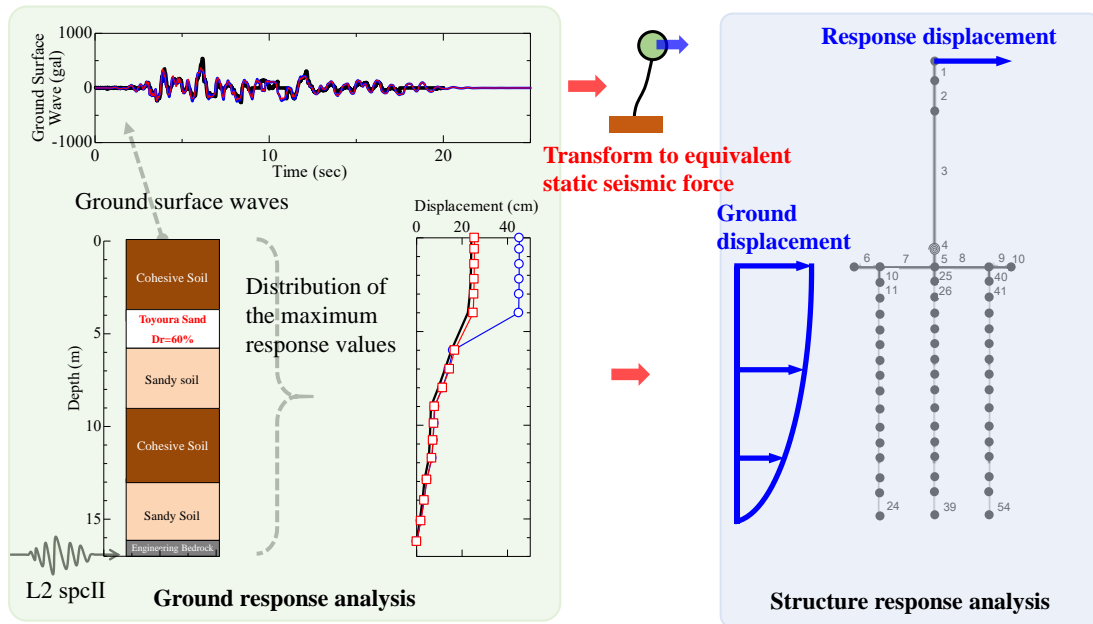 1000
0
-1000
Ground Surface
Wave (gal)
0
10
20
Time (sec)
Ground surface waves
Displacement (cm)
0
20
40
0
5
10
15
Depth (m)
Cohesive Soil
Toyoura Sand
Dr=60%
Sandy soil
Cohesive Soil
Sandy Soil
Engineering Bedrock
Distribution of
the maximum
response values
L2 spcII
Ground response analysis
Transform to equivalent
static seismic force
Response displacement
Ground
displacement
1
2
3
4
6
7
5
8
9
10
10
25
40
11
26
41
24
39
54
Structure response analysis